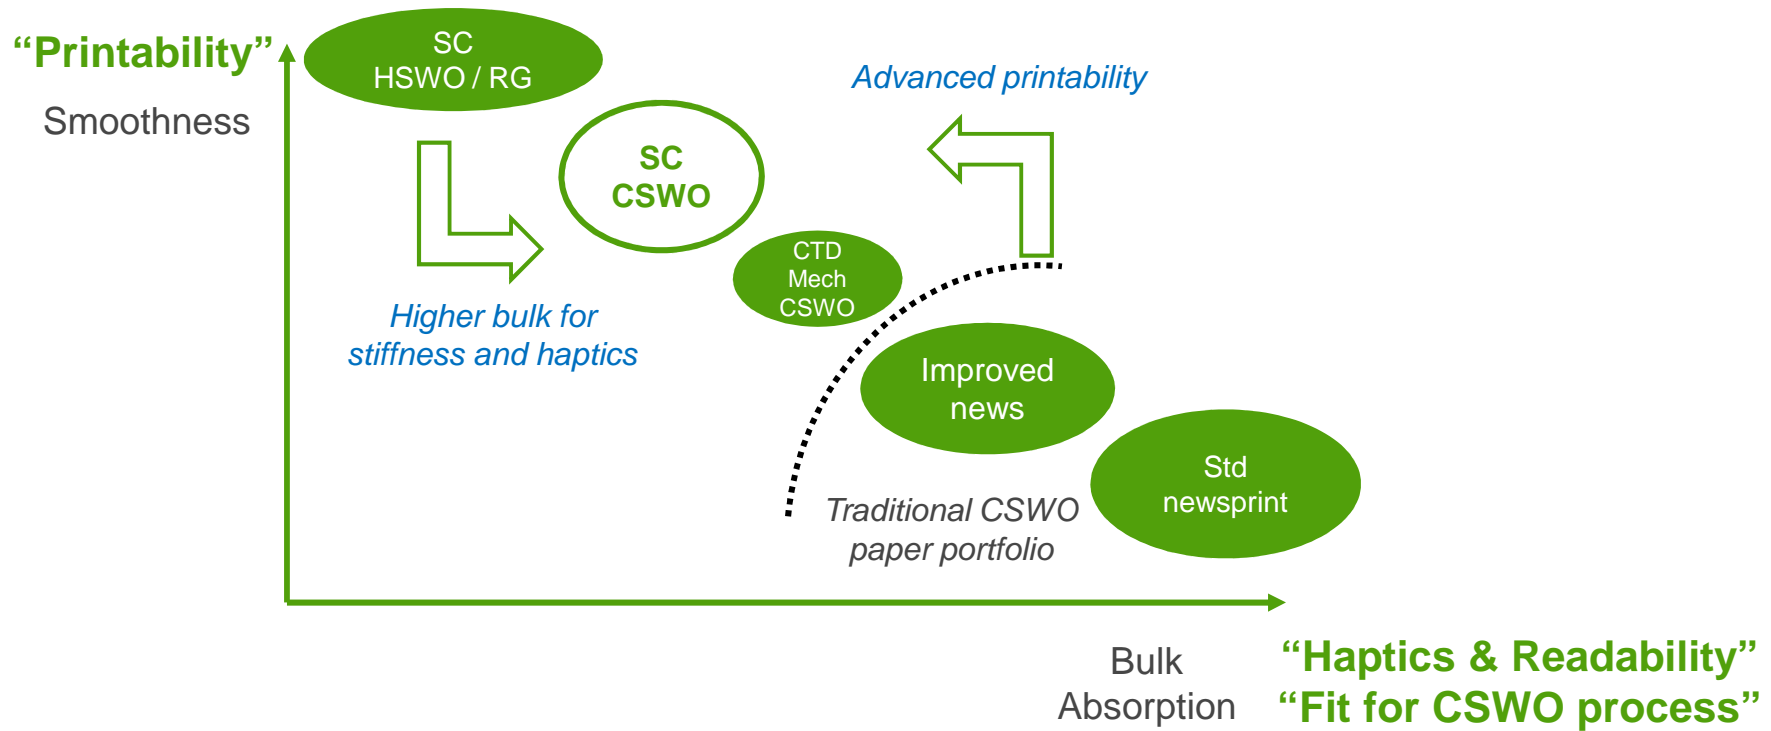 “Printability”
Smoothness
SC
HSWO / RG
Advanced printability
SC
CSWO
CTD
Mech
CSWO
Higher bulk for
stiffness and haptics
Improved
news
Std
newsprint
Traditional CSWO
paper portfolio
Bulk
Absorption
“Haptics & Readability”
“Fit for CSWO process”